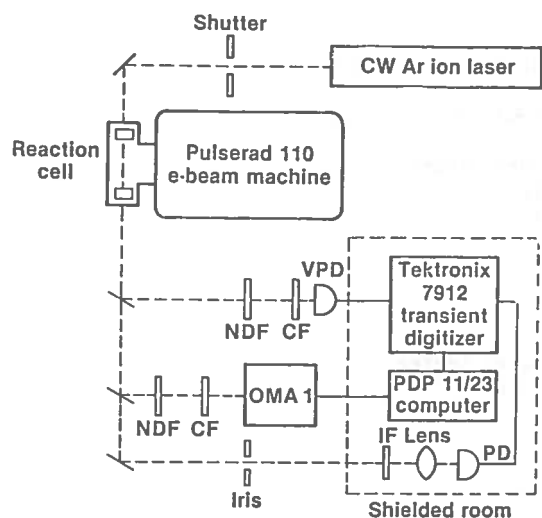 Shutter
CW Ar ion laser
Reaction
cell
Pulserad 110
e-beam machine
VPD
Tektronix
7912
transient
digitizer
NDF
CF
OMA 1
PDP 11/23
computer
NDF
CF
IF
Lens
PD
Iris
Shielded room